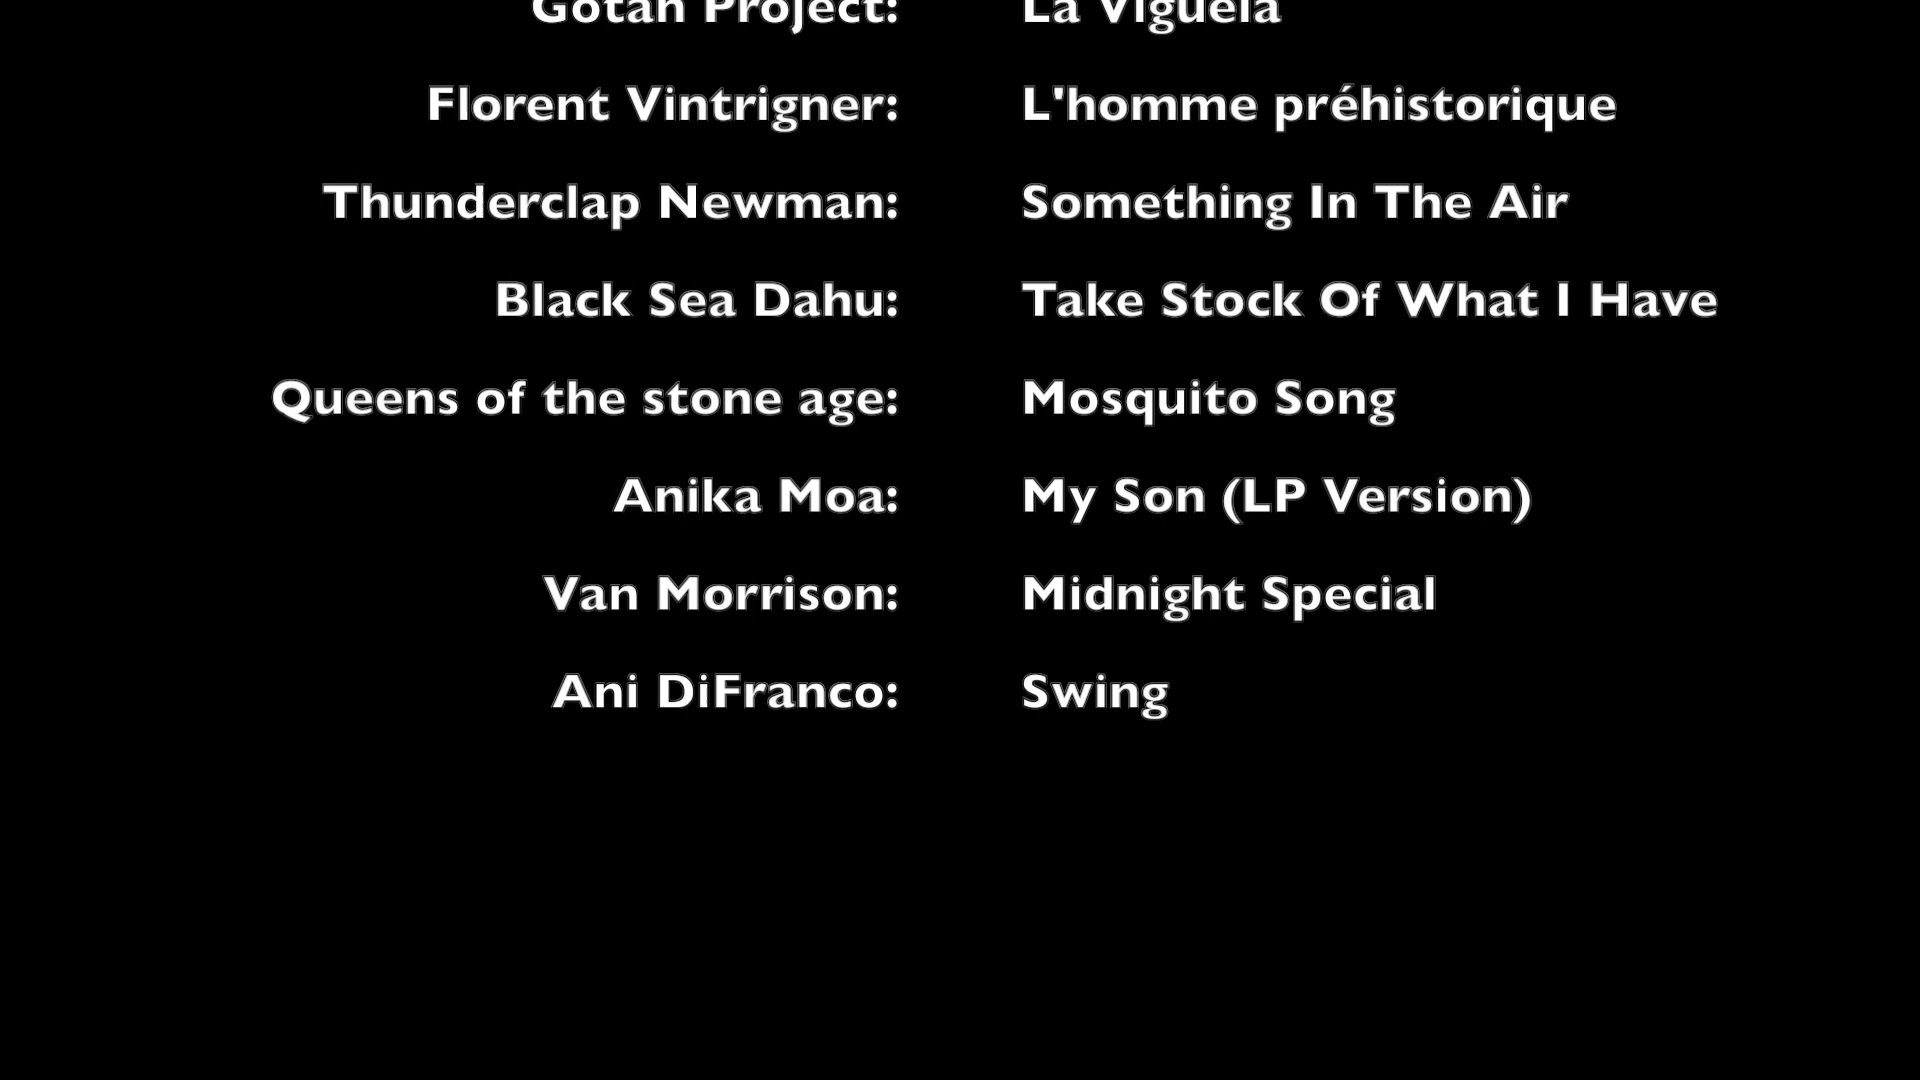 Gotan Project: La Viguela
Florent Vintrigner: L'homme préhistorique
Thunderclap Newman: Something In The Air
Black Sea Dahu: Take Stock Of What I Have
Queens of the stone age: Mosquito Song
Anika Moa: My Son (LP Version)
Van Morrison: Midnight Special
Ani DiFranco: Swing